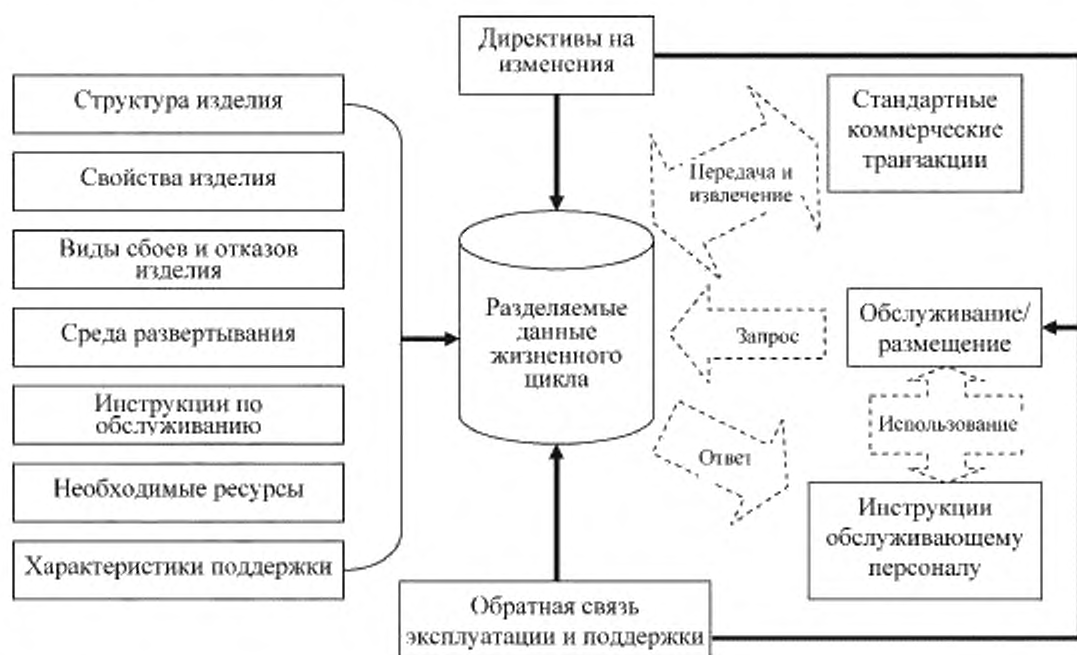 Директивы на
изменения
Структура изделия
Свойства изделия
Виды сбоев и отказов
изделия
Среда развертывания
Инструкции по
обслуживанию
Необходимые ресурсы
Характеристики поддержки
Разделяемые
данные
жизненного
цикла
Передача и
извлечение
Стандартные
коммерческие
транзакции
Запрос
Обслуживание/
размещение
Использование
Ответ
Инструкции
обслуживающему
персоналу
Обратная связь
эксплуатации и поддержки